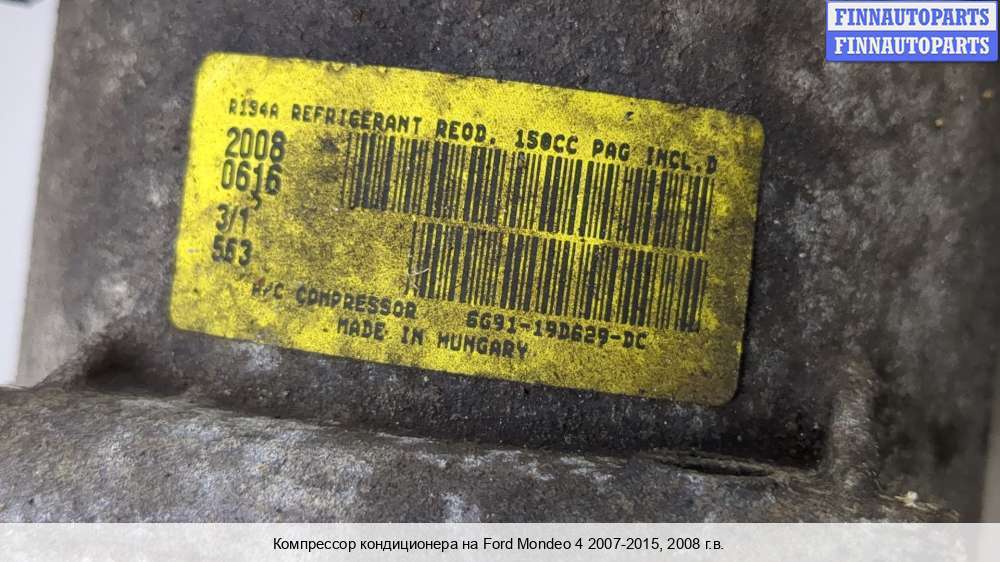 FINNAUTOPARTS
FINNAUTOPARTS
R134A REFRIGERANT REQD. 150CC PAG INCL.D
2008
0616
3/1
563
A/C COMPRESSOR 6G91-19D629-DC
MADE IN HUNGARY
Компрессор кондиционера на Ford Mondeo 4 2007-2015, 2008 г.в.